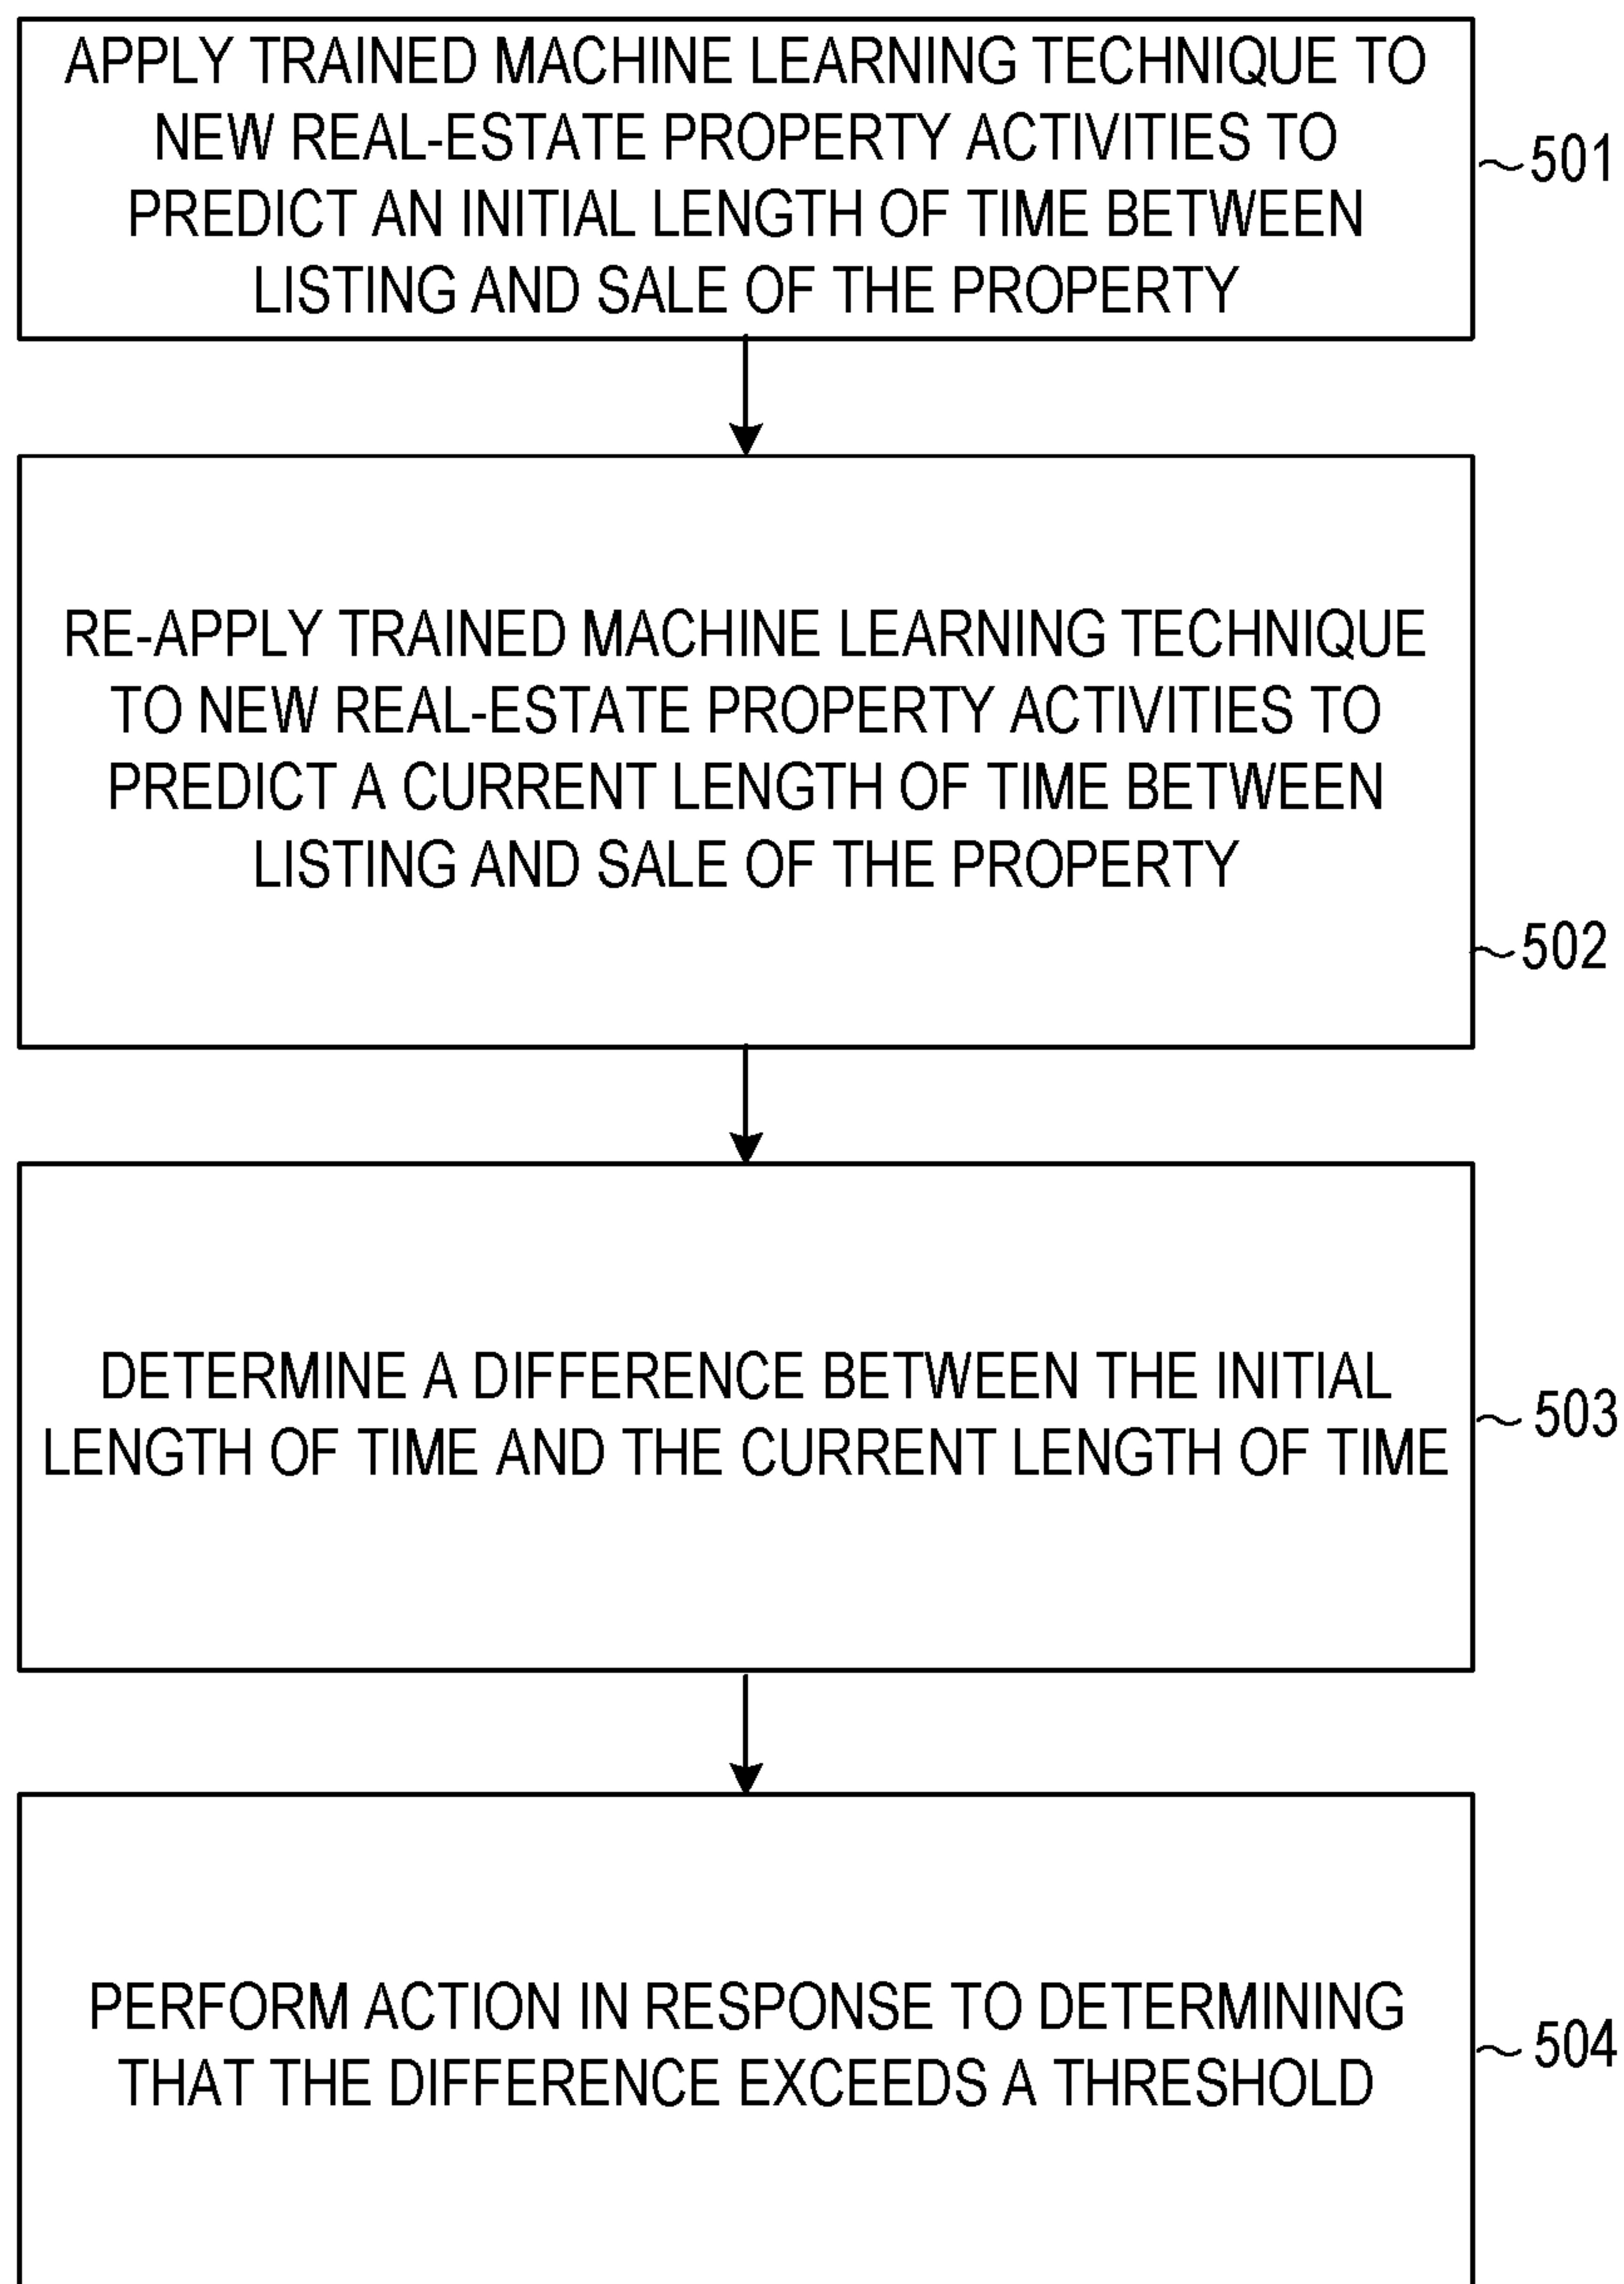 APPLY TRAINED MACHINE LEARNING TECHNIQUE TO
NEW REAL-ESTATE PROPERTY ACTIVITIES TO
PREDICT AN INITIAL LENGTH OF TIME BETWEEN
LISTING AND SALE OF THE PROPERTY
501
RE-APPLY TRAINED MACHINE LEARNING TECHNIQUE
TO NEW REAL-ESTATE PROPERTY ACTIVITIES TO
PREDICT A CURRENT LENGTH OF TIME BETWEEN
LISTING AND SALE OF THE PROPERTY
502
DETERMINE A DIFFERENCE BETWEEN THE INITIAL
LENGTH OF TIME AND THE CURRENT LENGTH OF TIME
503
PERFORM ACTION IN RESPONSE TO DETERMINING
THAT THE DIFFERENCE EXCEEDS A THRESHOLD
504